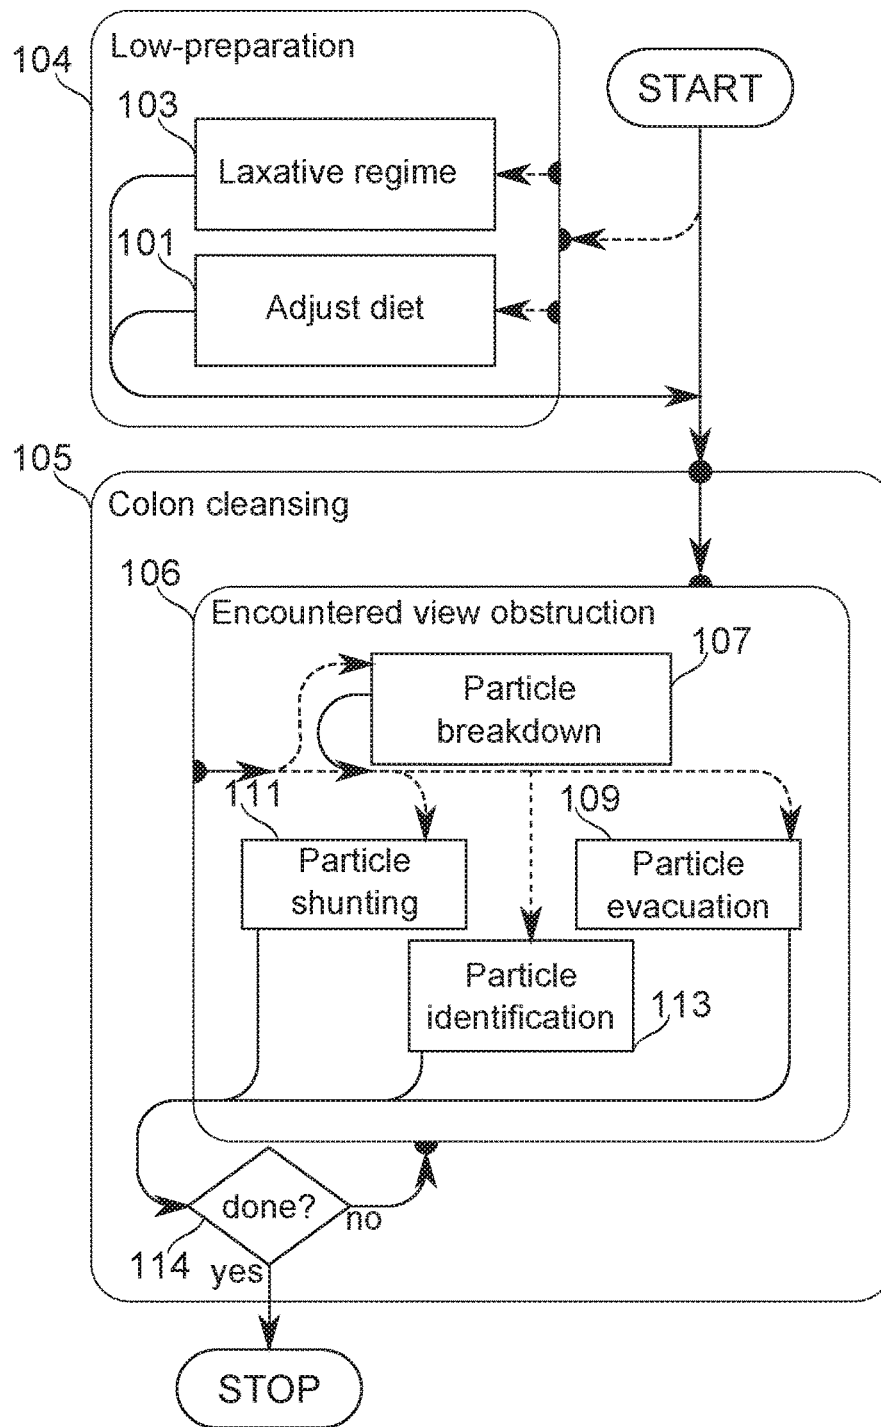 Low-preparation
104
START
103
Laxative regime
101
Adjust diet
105
Colon cleansing
106
Encountered view obstruction
107
Particle
breakdown
111
109
Particle
shunting
Particle
evacuation
Particle
identification
113
done?
no
114
yes
STOP